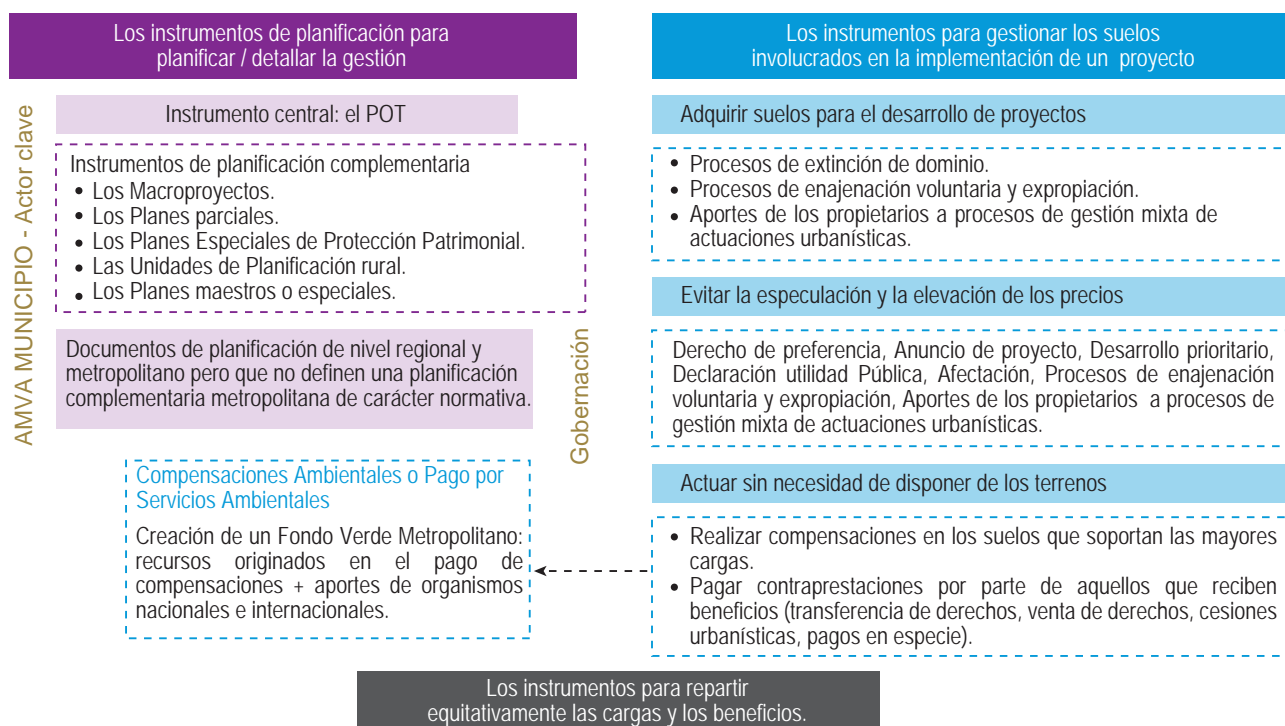 Los instrumentos de planificación para
planificar / detallar la gestión
AMVA MUNICIPIO - Actor clave
Instrumento central: el POT
Instrumentos de planificación complementaria
• Los Macroproyectos.
• Los Planes parciales.
• Los Planes Especiales de Protección Patrimonial.
• Las Unidades de Planificación rural.
• Los Planes maestros o especiales.
Documentos de planificación de nivel regional y
metropolitano pero que no definen una planificación
complementaria metropolitana de carácter normativa.
Gobernación
Compensaciones Ambientales o Pago por
Servicios Ambientales
Creación de un Fondo Verde Metropolitano:
recursos originados en el pago de
compensaciones + aportes de organismos
nacionales e internacionales.
Los instrumentos para gestionar los suelos
involucrados en la implementación de un proyecto
Adquirir suelos para el desarrollo de proyectos
• Procesos de extinción de dominio.
• Procesos de enajenación voluntaria y expropiación.
• Aportes de los propietarios a procesos de gestión mixta de
actuaciones urbanísticas.
Evitar la especulación y la elevación de los precios
Derecho de preferencia, Anuncio de proyecto, Desarrollo prioritario,
Declaración utilidad Pública, Afectación, Procesos de enajenación
voluntaria y expropiación, Aportes de los propietarios a procesos de
gestión mixta de actuaciones urbanísticas.
Actuar sin necesidad de disponer de los terrenos
• Realizar compensaciones en los suelos que soportan las mayores
cargas.
• Pagar contraprestaciones por parte de aquellos que reciben
beneficios (transferencia de derechos, venta de derechos, cesiones
urbanísticas, pagos en especie).
Los instrumentos para repartir
equitativamente las cargas y los beneficios.